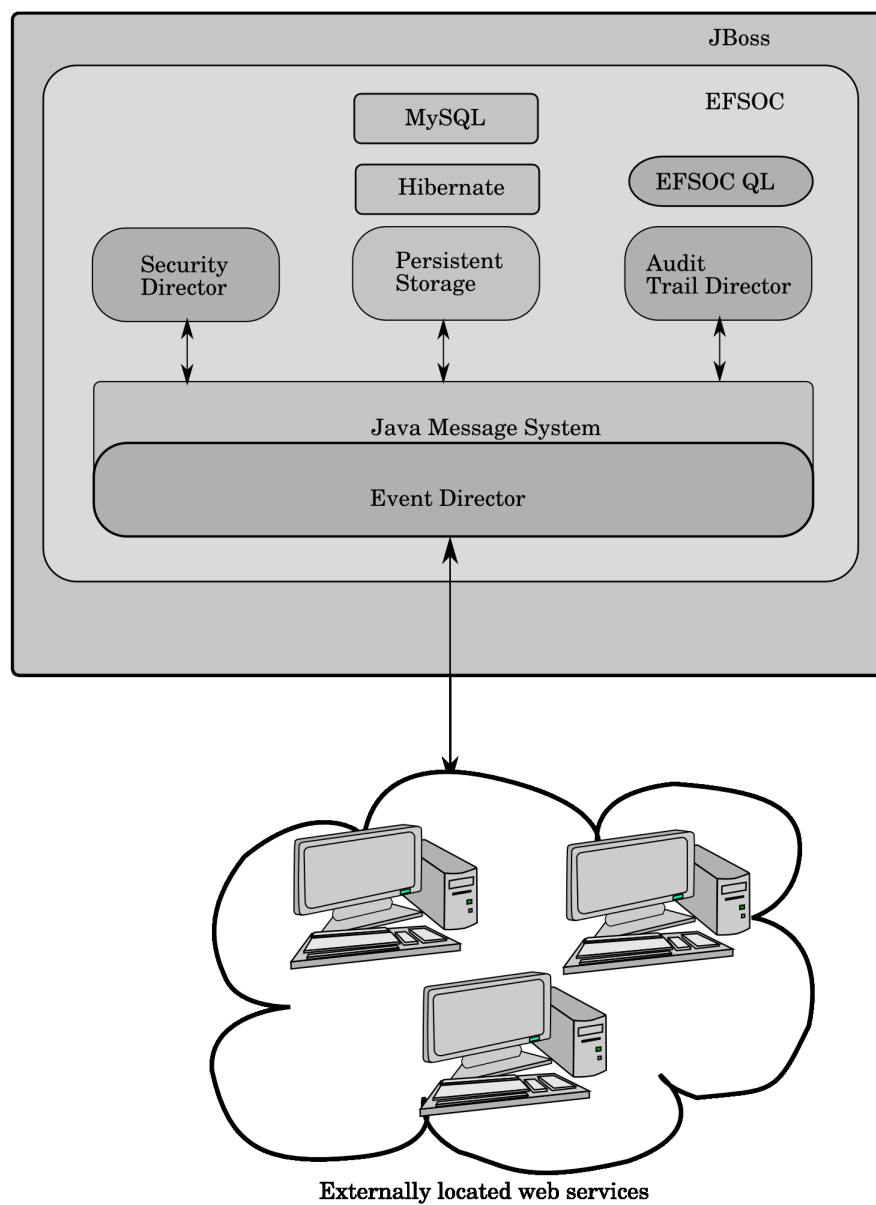 JBoss
EFSOC
MySQL
Hibernate
EFSOC QL
Security
Director
Persistent
Storage
Audit
Trail Director
Java Message System
Event Director
Externally located web services